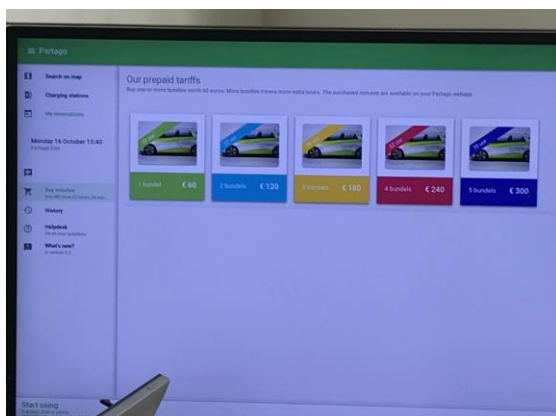 Partago
Search on map
Charging stations
My reservations
Monday 16 October 15:40
Buy minutes
History
Helpdesk
What's new?
Start using
Our prepaid tariffs
Buy one or more bundles worth 60 euros. More bundles means more extra hours. The purchased minutes are available on your Partago website.
1 bundel € 60
2 bundels € 120
3 bundels € 180
4 bundels € 240
5 bundels € 300